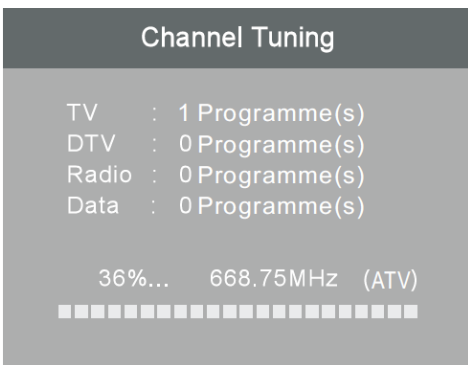 Channel Tuning
TV : 1 Programme(s)
DTV : 0 Programme(s)
Radio : 0 Programme(s)
Data : 0 Programme(s)
36%... 668.75MHz (ATV)